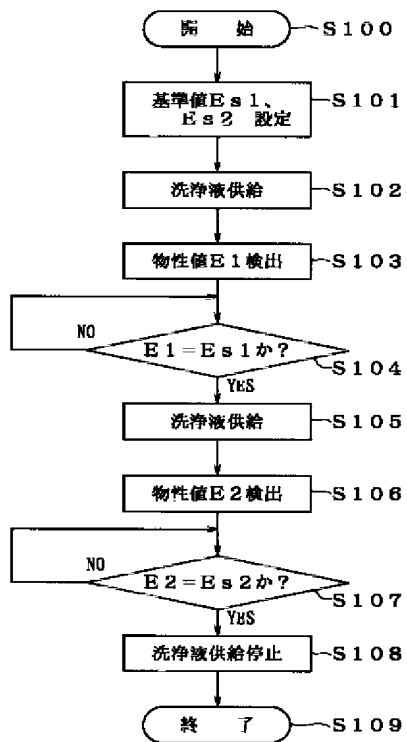 開　始 S100
基準値Es1、
Es2　設定 S101
洗浄液供給 S102
物性値E1検出 S103
NO
E1=Es1か? S104
YES
洗浄液供給 S105
物性値E2検出 S106
NO
E2=Es2か? S107
YES
洗浄液供給停止 S108
終　了 S109